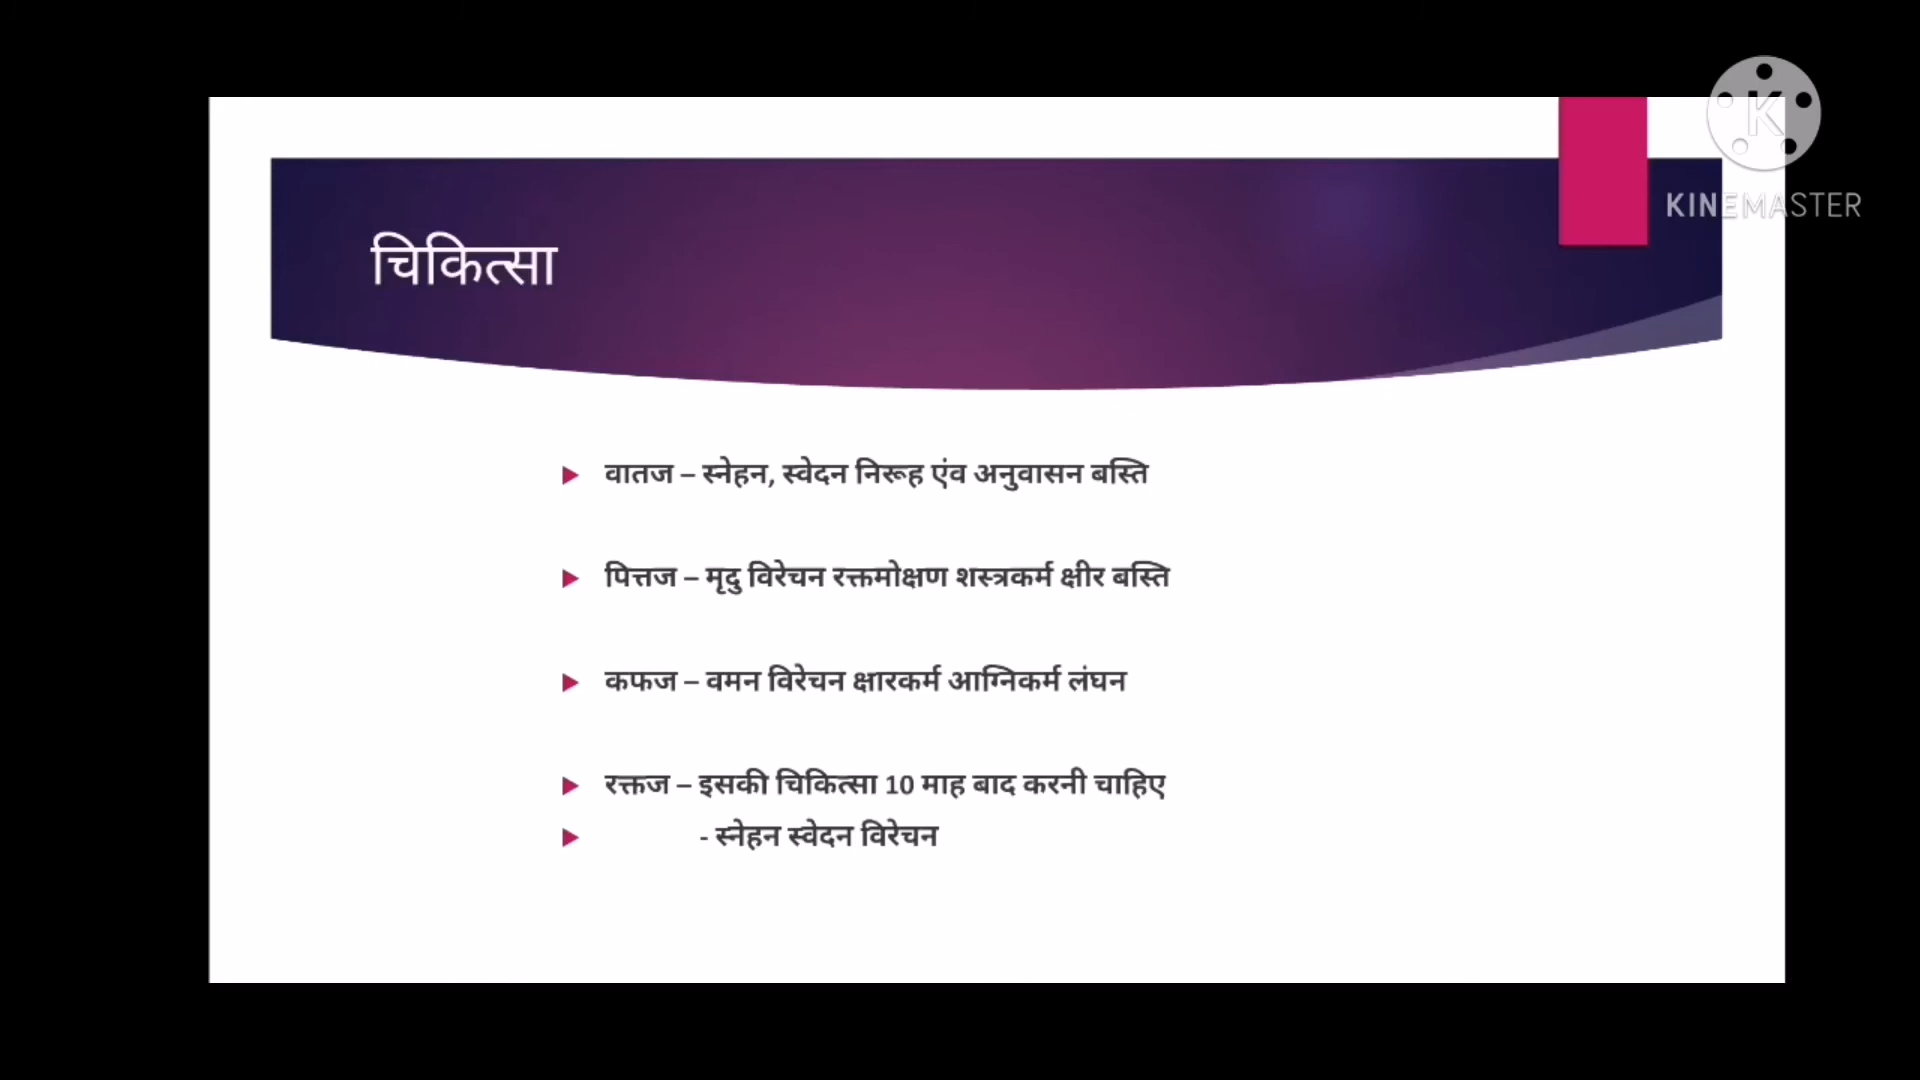 KINEMASTER
चिकित्सा
वातज – स्नेहन, स्वेदन निरूह एंव अनुवासन बस्ति
पित्तज – मृदु विरेचन रक्तमोक्षण शस्त्रकर्म क्षीर बस्ति
कफज – वमन विरेचन क्षारकर्म आग्निकर्म लंघन
रक्तज – इसकी चिकित्सा 10 माह बाद करनी चाहिए
- स्नेहन स्वेदन विरेचन